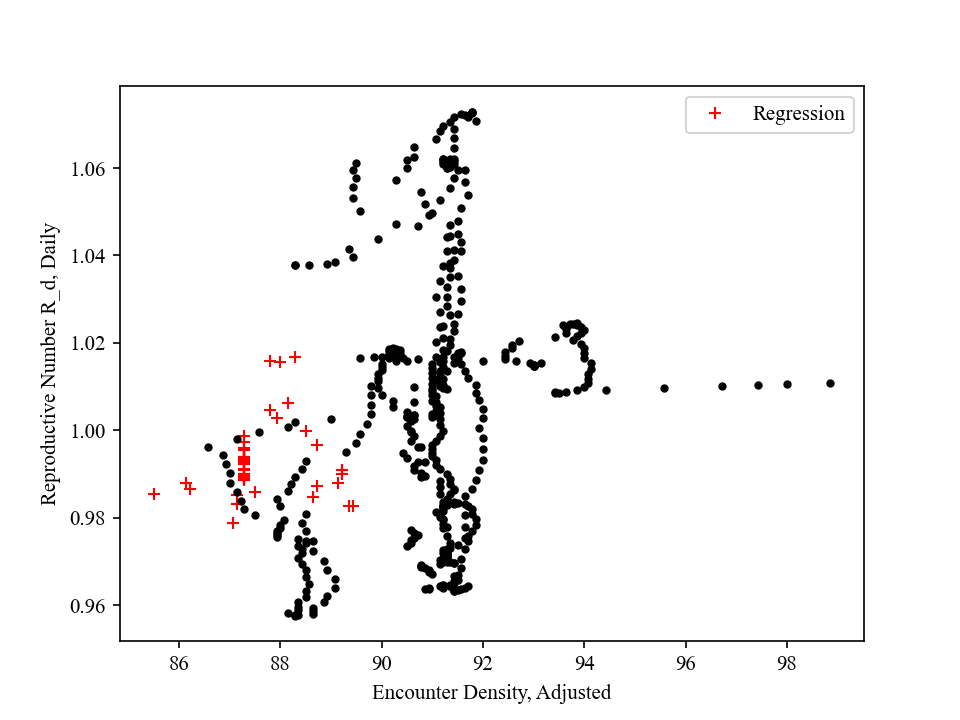 Regression
1.06
1.04
1.02
1.00
0.98
0.96
Reproductive Number R_d, Daily
86 88 90 92 94 96 98
Encounter Density, Adjusted